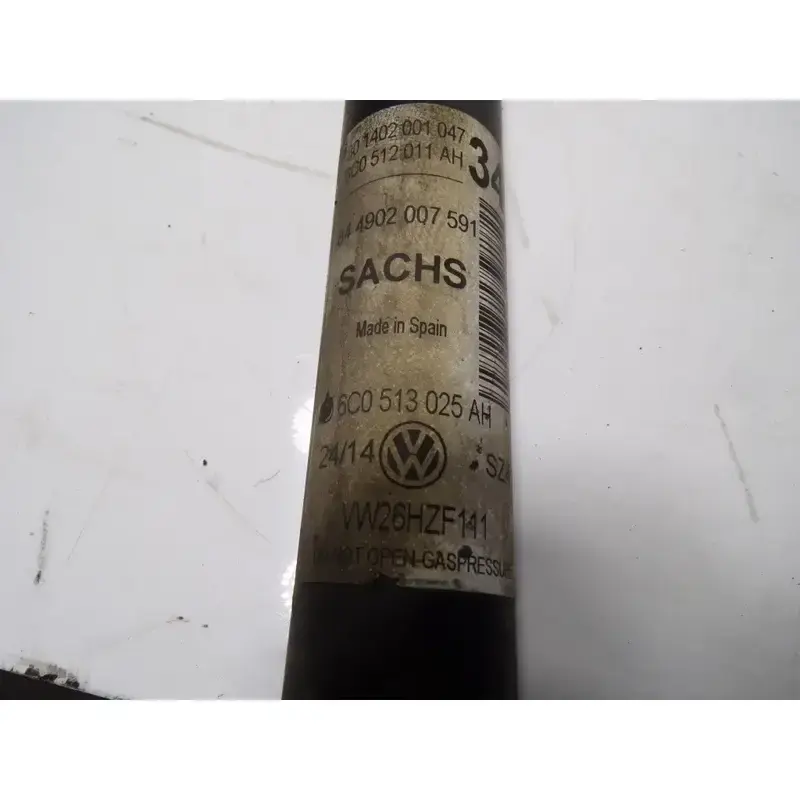 1402 001 047
6C0 512 011 AH
34
4902 007 591
SACHS
Made in Spain
6C0 513 025 AH
24/14 VW
VW26HZF141
OPEN-GASPRESSU